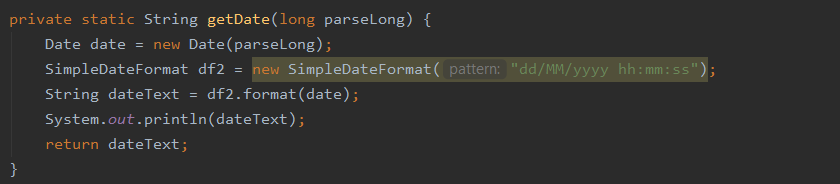 private static String getDate(long parseLong) {
    Date date = new Date(parseLong);
    SimpleDateFormat df2 = new SimpleDateFormat( pattern: "dd/MM/yyyy hh:mm:ss");
    String dateText = df2.format(date);
    System.out.println(dateText);
    return dateText;
}